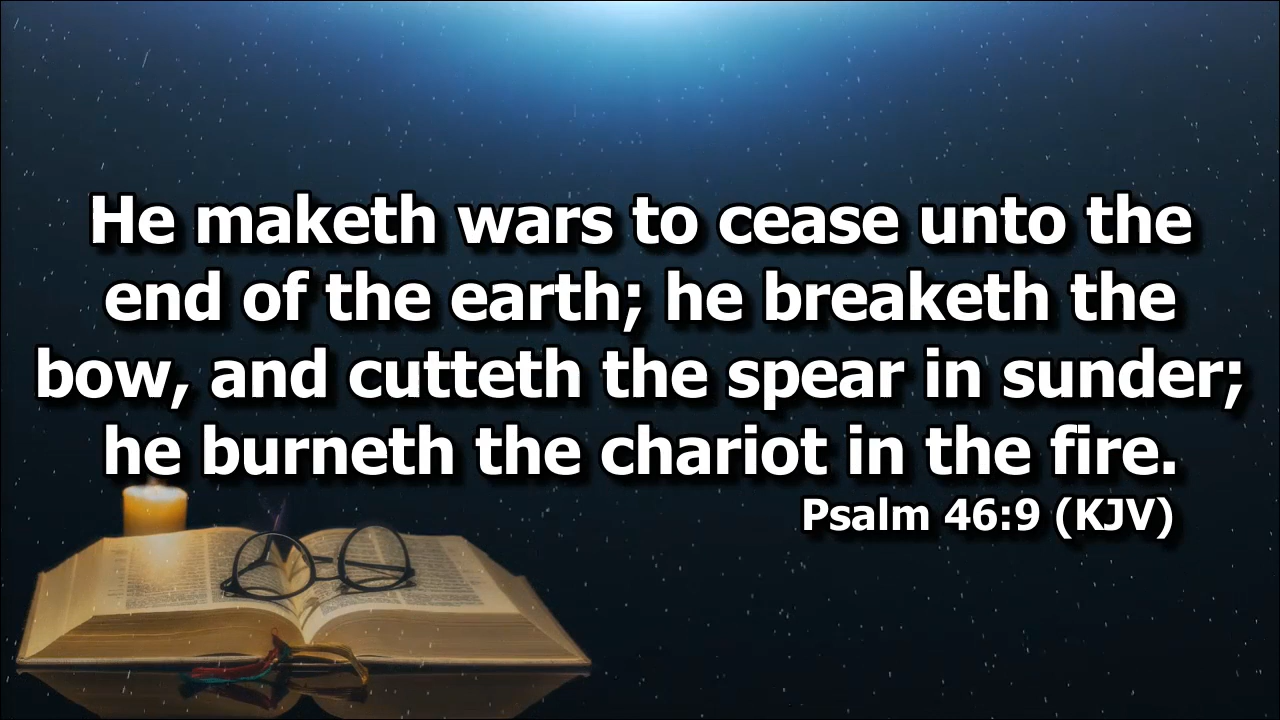 He maketh wars to cease unto the
end of the earth; he breaketh the
bow, and cutteth the spear in sunder;
he burneth the chariot in the fire.
Psalm 46:9 (KJV)